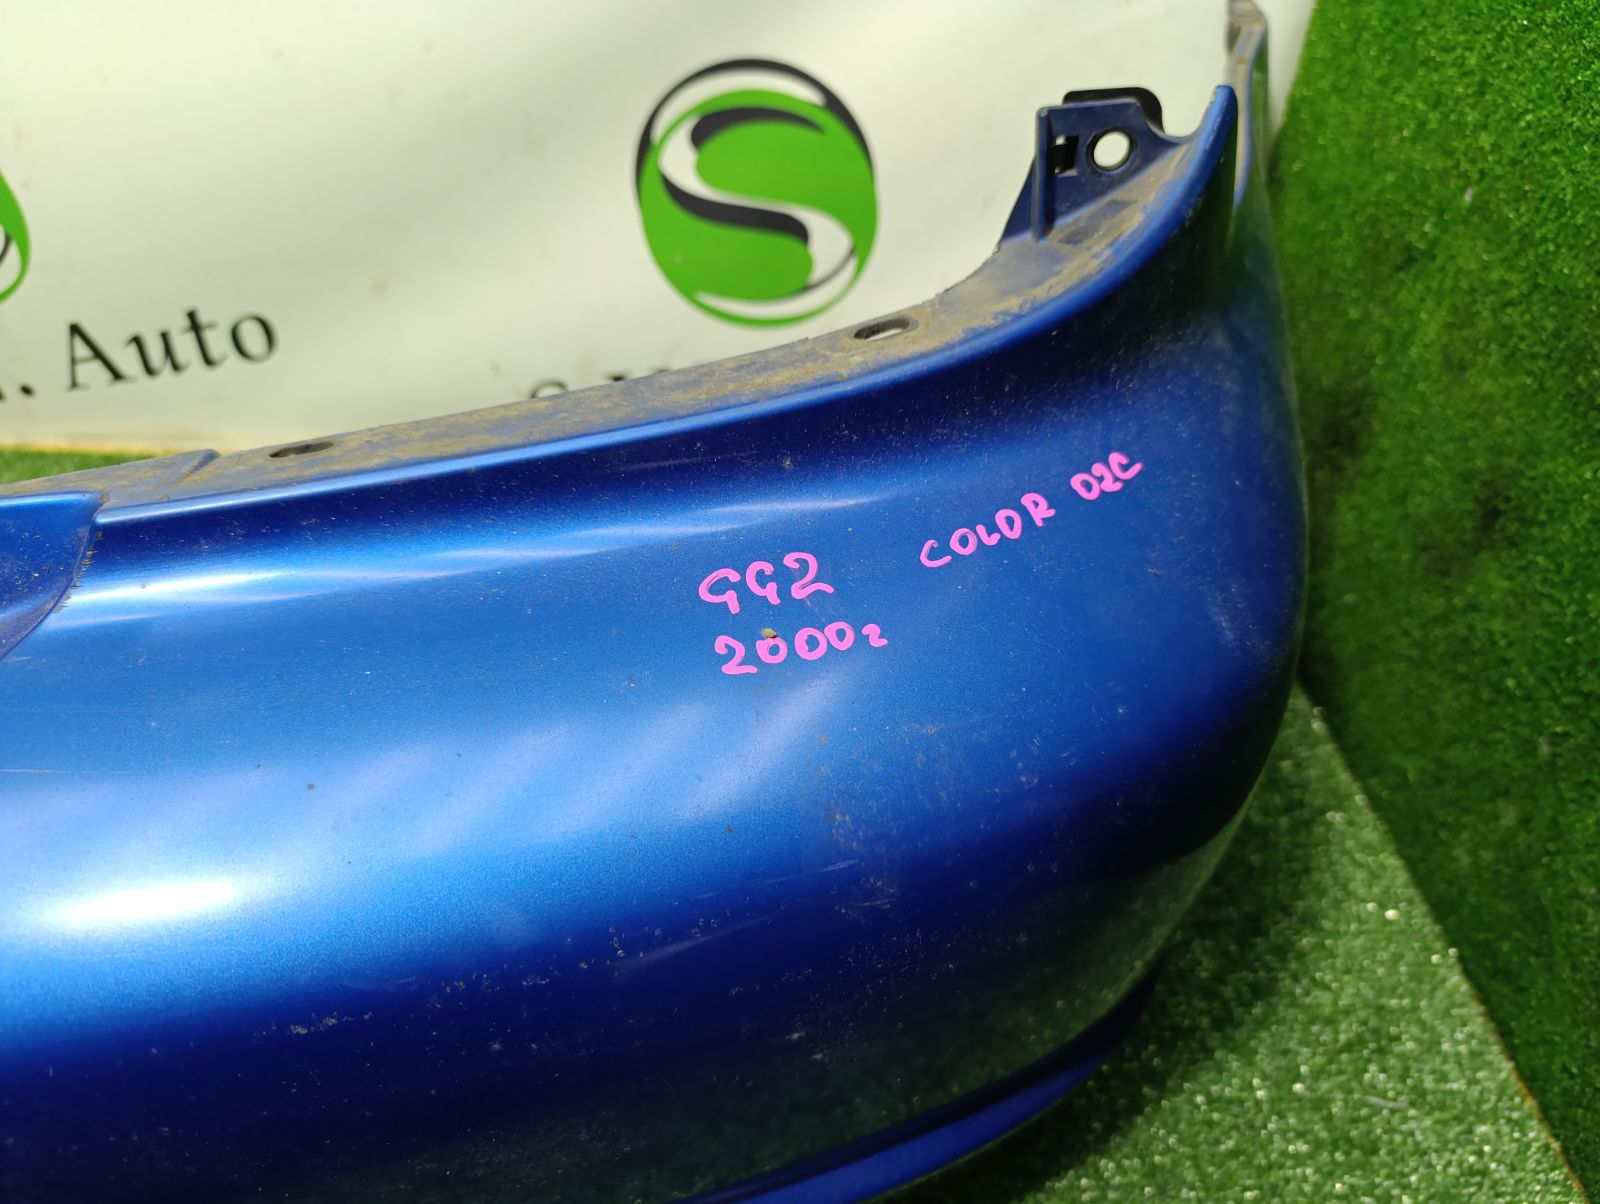 . Auto
COLOR 02C
GG2
2000г